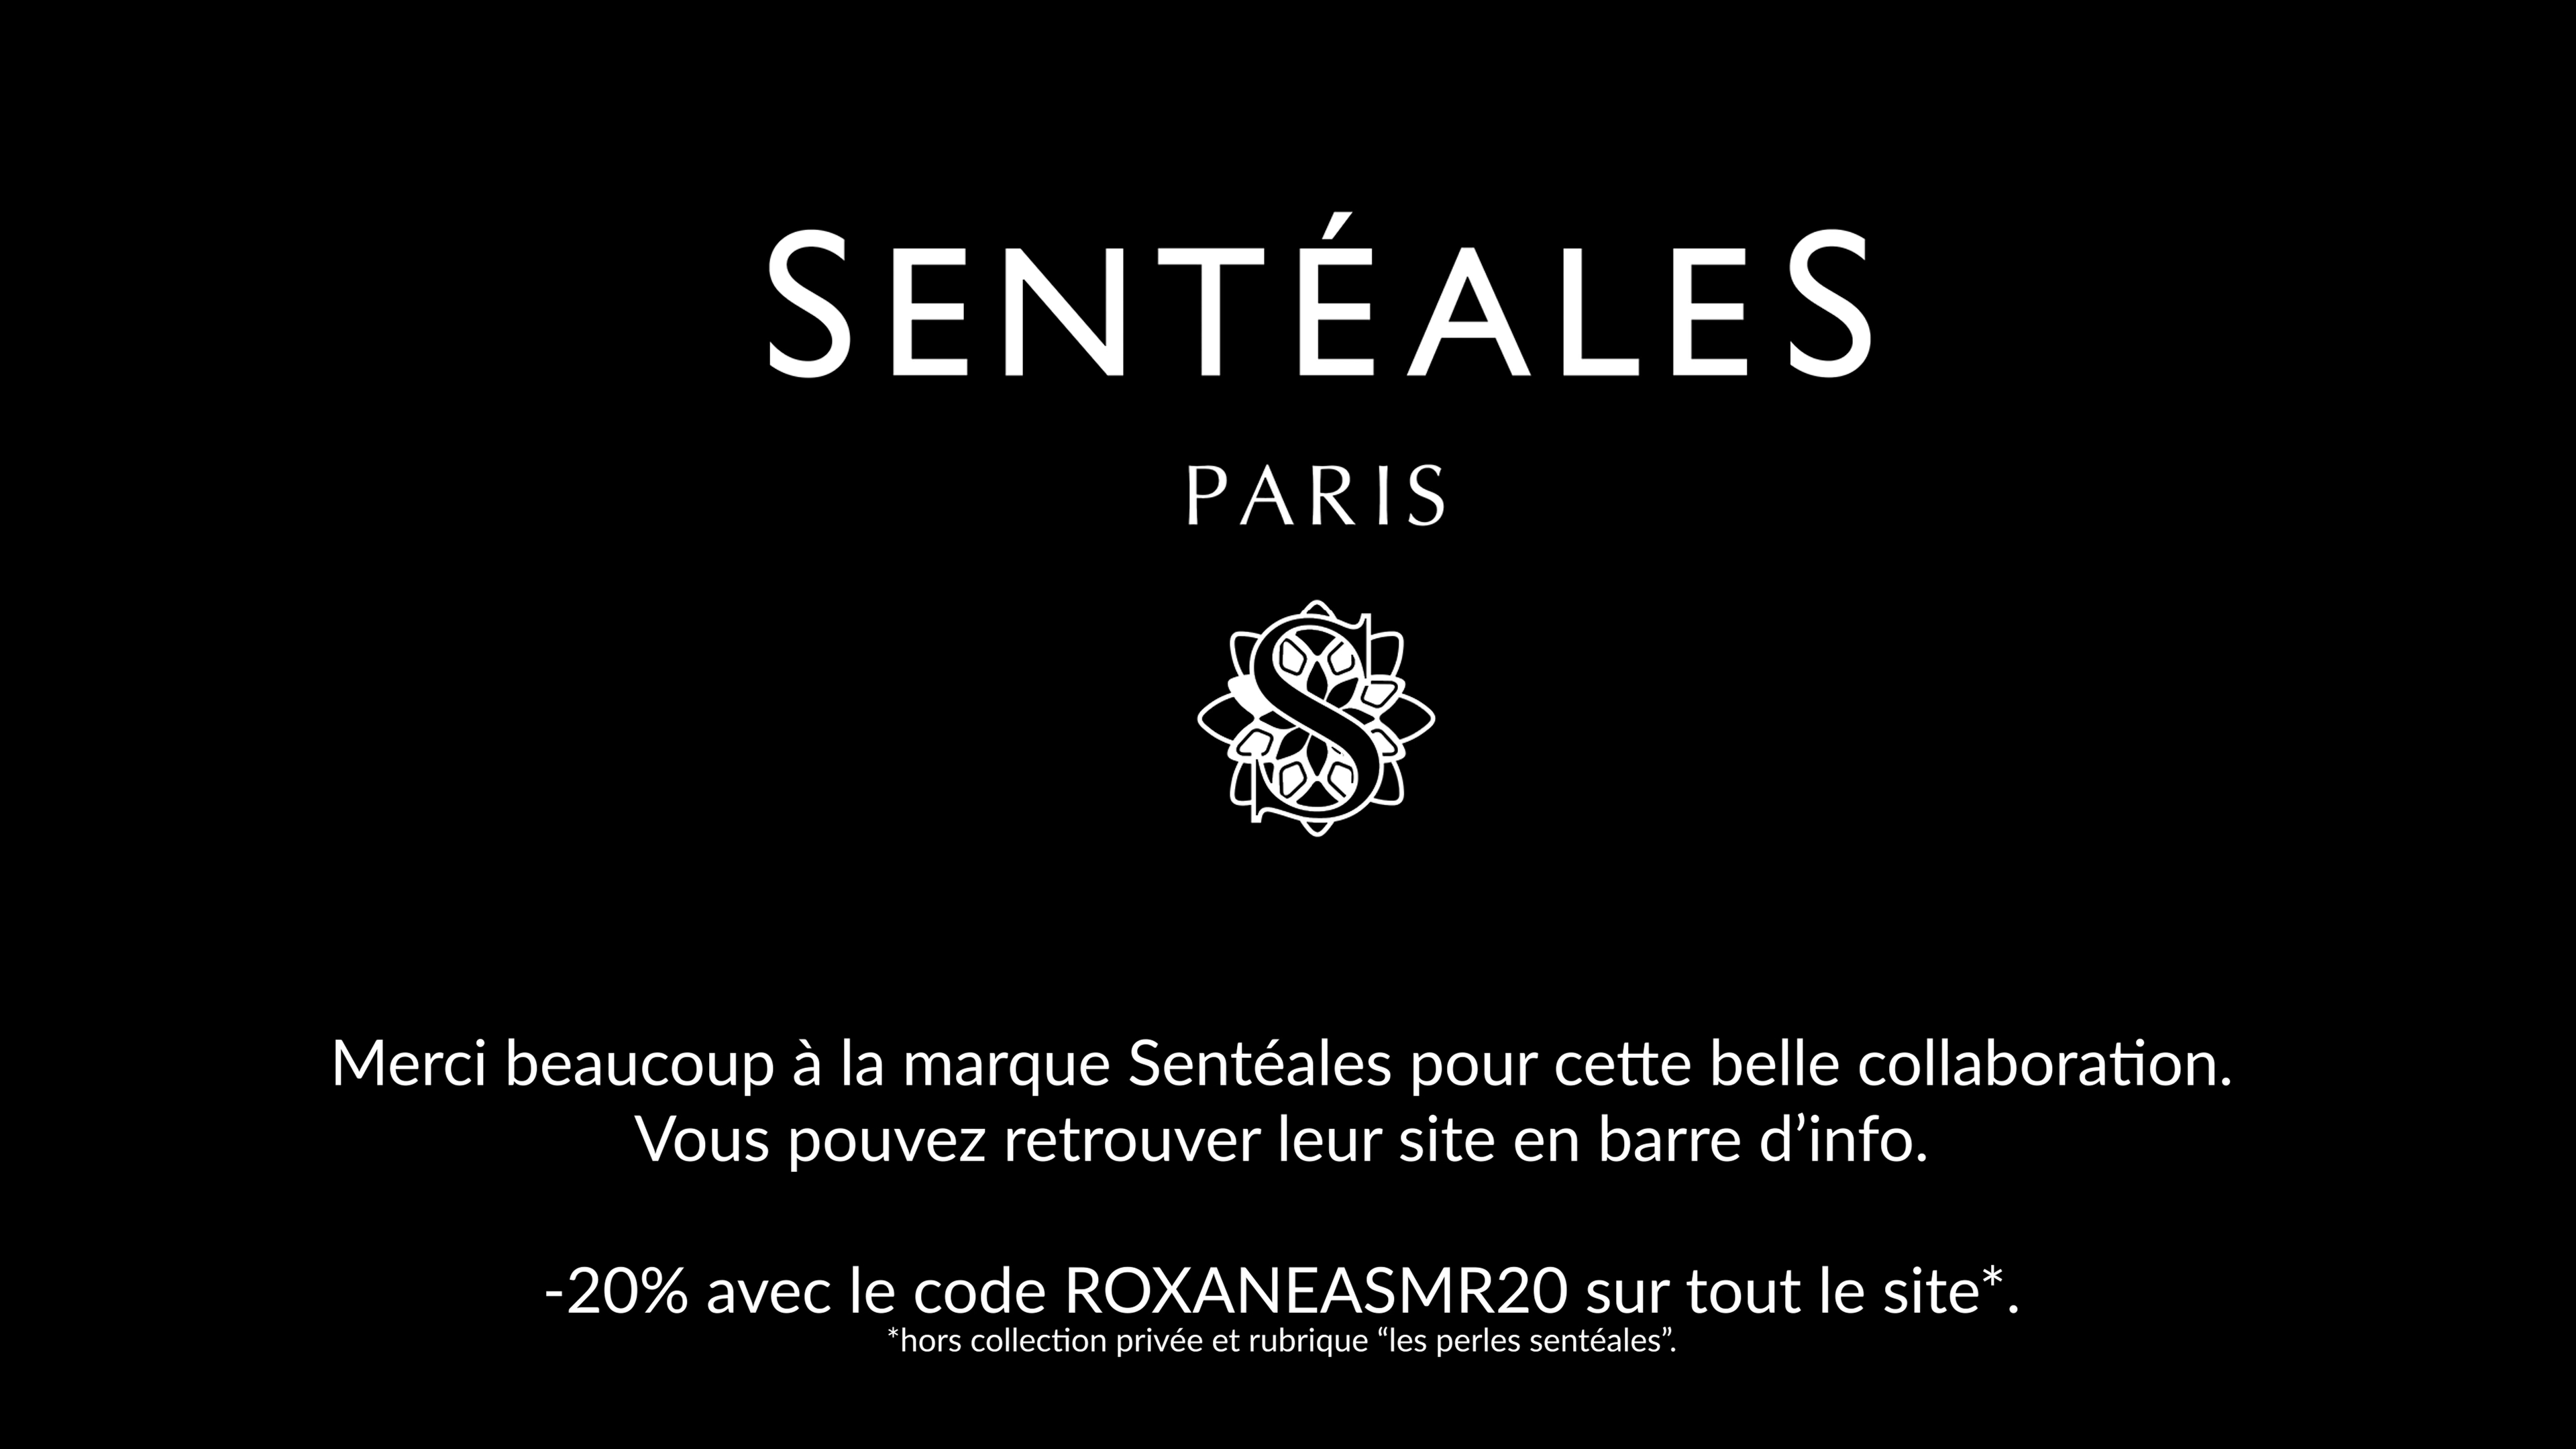 SENTÉALES
PARIS
S
Merci beaucoup à la marque Sentéales pour cette belle collaboration.
Vous pouvez retrouver leur site en barre d’info.
-20% avec le code ROXANEASMR20 sur tout le site*.
*hors collection privée et rubrique “les perles sentéales”.